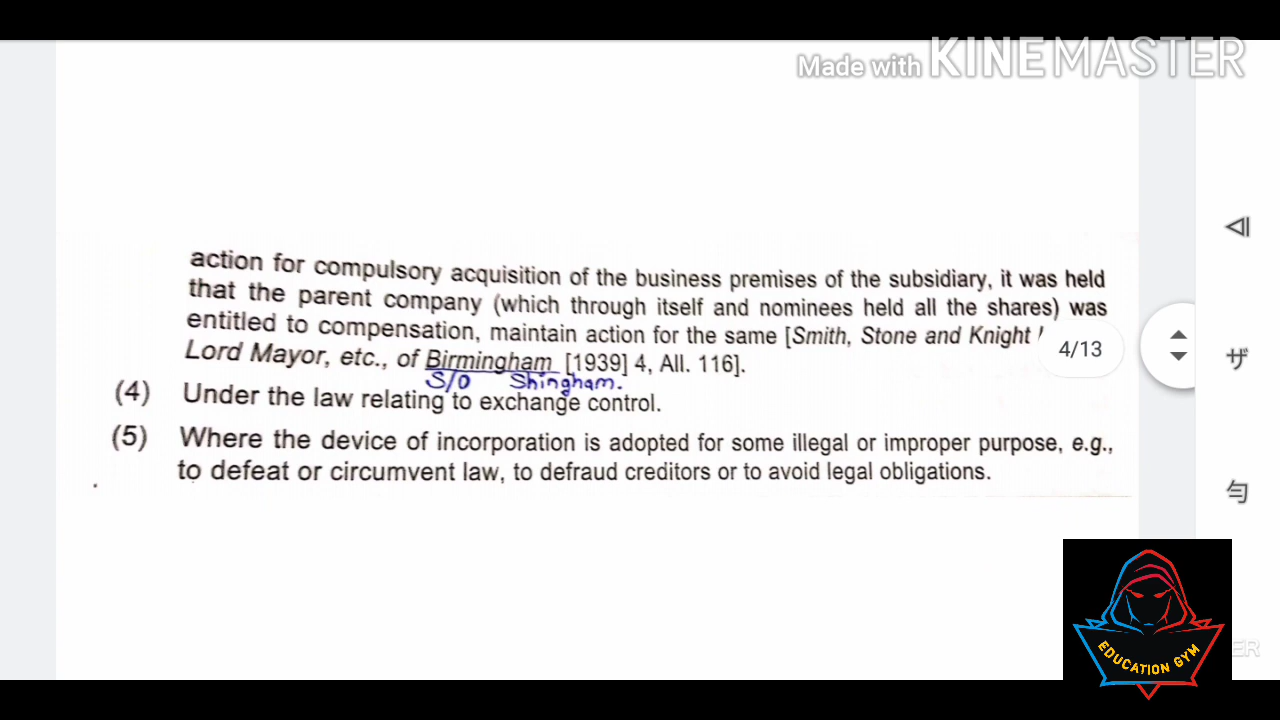 Made with KINEMASTER
action for compulsory acquisition of the business premises of the subsidiary, it was held
that the parent company (which through itself and nominees held all the shares) was
entitled to compensation, maintain action for the same [Smith, Stone and Knight
4/13
Lord Mayor, etc., of Birmingham [1939] 4, All. 116].
S/o Shingham.
(4) Under the law relating to exchange control.
(5) Where the device of incorporation is adopted for some illegal or improper purpose, e.g.,
to defeat or circumvent law, to defraud creditors or to avoid legal obligations.
ザ
匀
EDUCATION GYM
ER